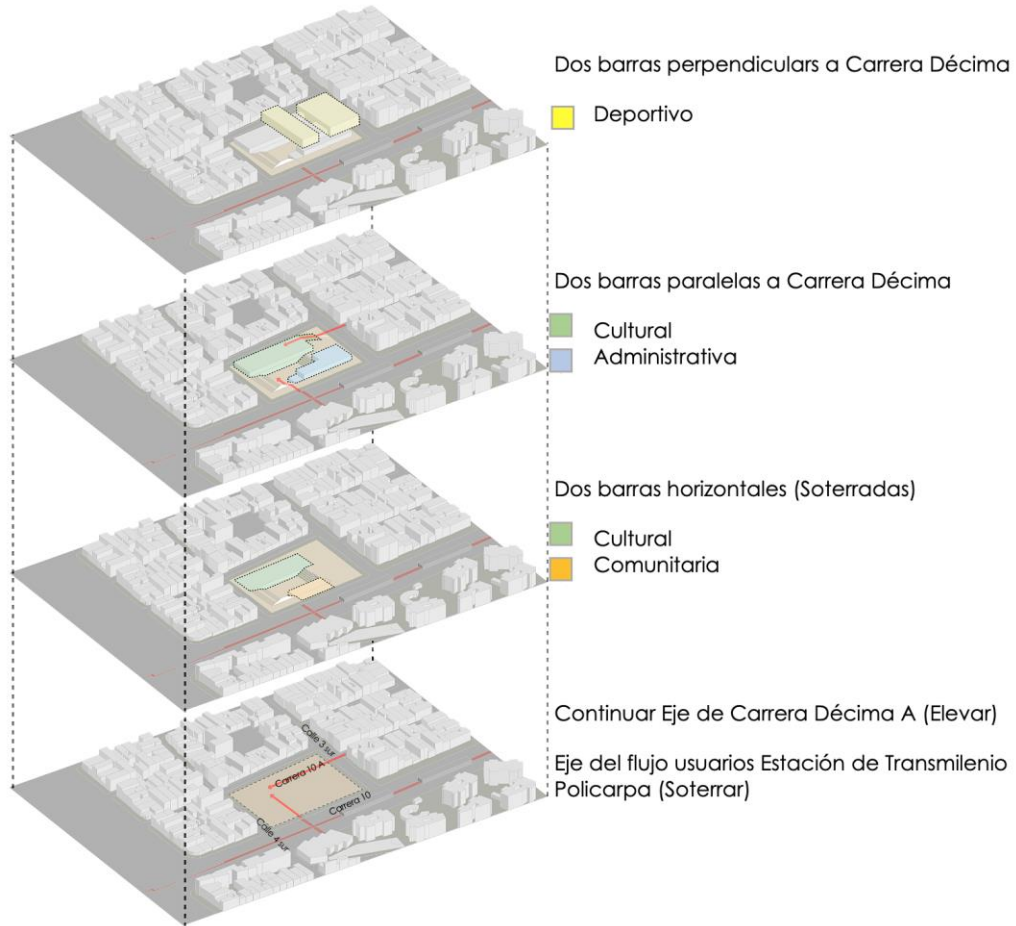 Dos barras perpendiculars a Carrera Décima
Deportivo
Dos barras paralelas a Carrera Décima
Cultural
Administrativa
Dos barras horizontales (Soterradas)
Cultural
Comunitaria
Continuar Eje de Carrera Décima A (Elevar)
Eje del flujo usuarios Estación de Transmilenio
Policarpa (Soterrar)
Calle 3 sur
Carrera 10 A
Carrera 10
Calle 4 sur